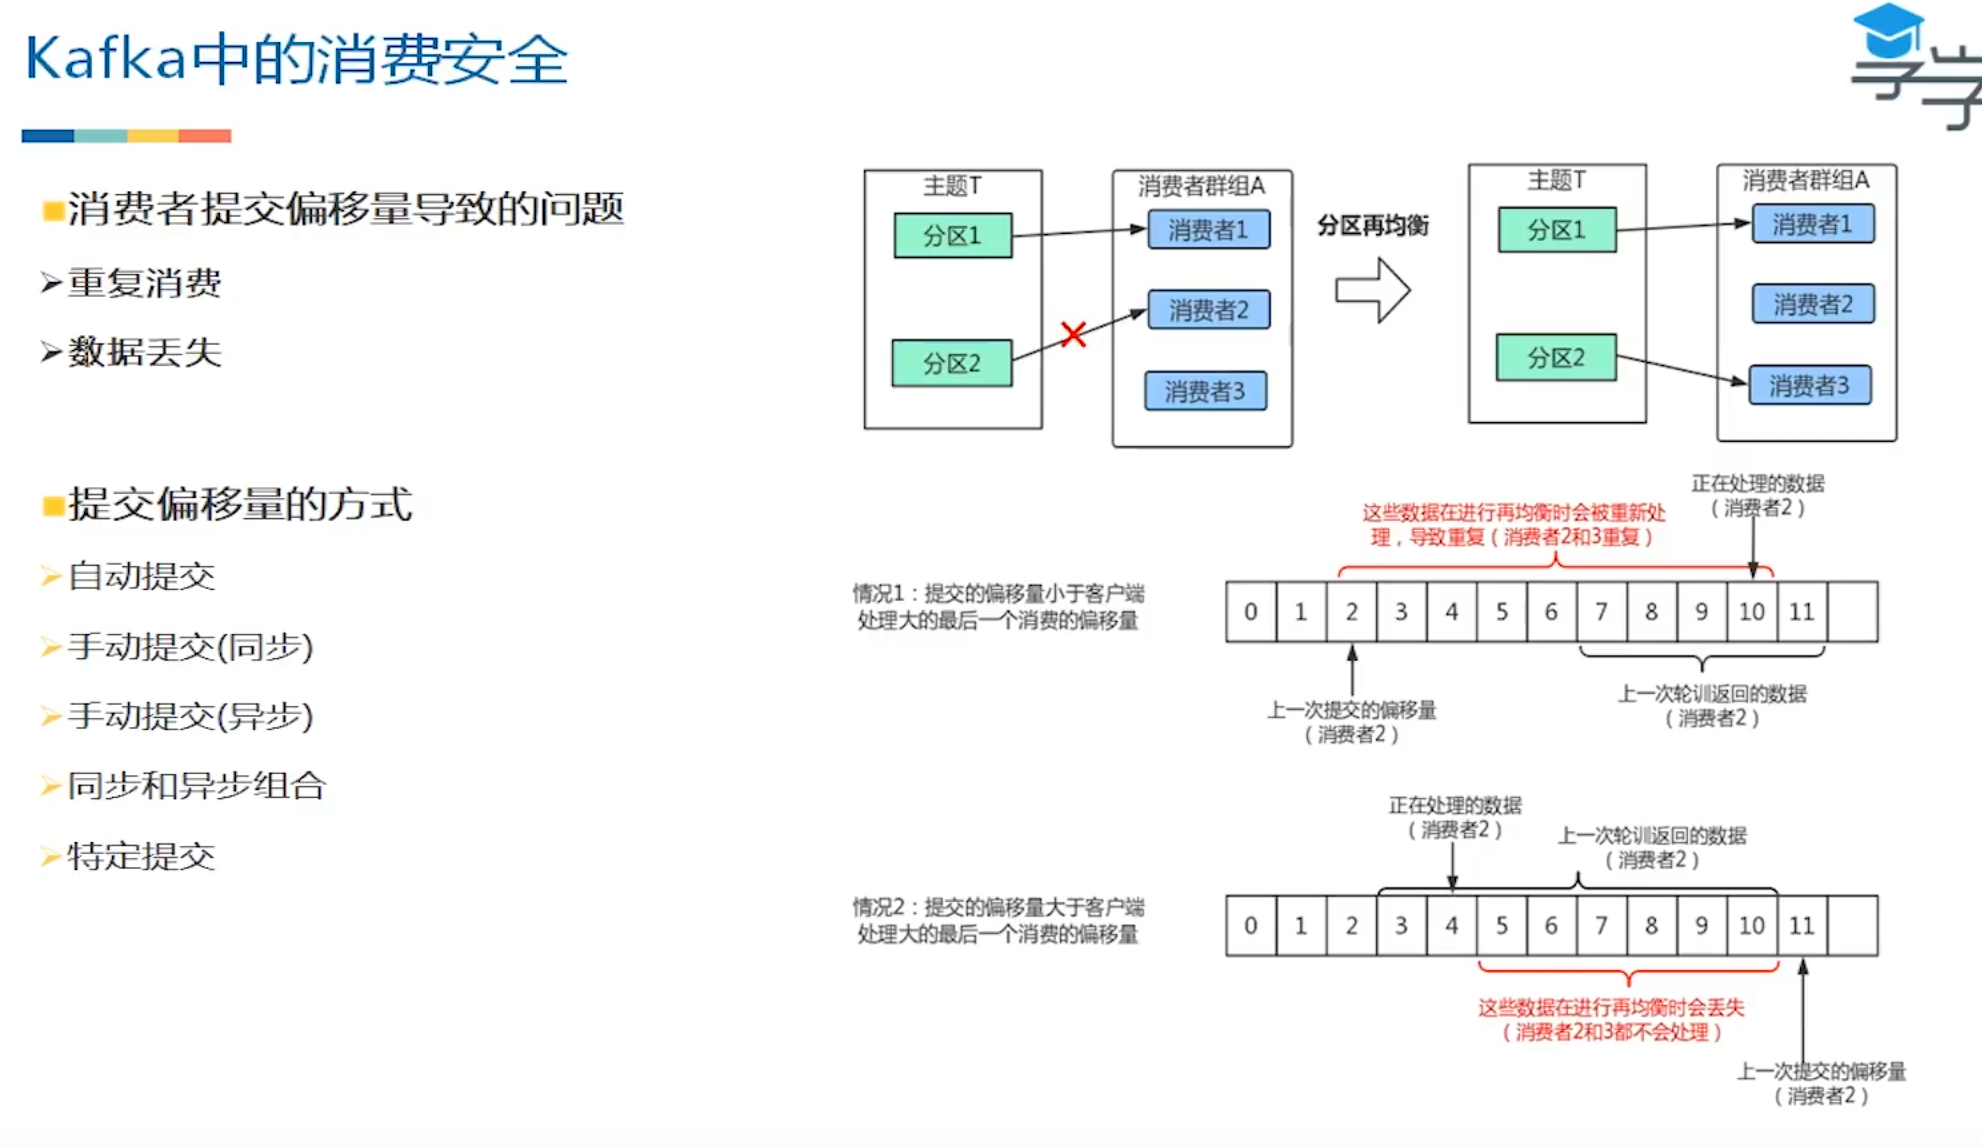 Kafka中的消费安全
学
学
■消费者提交偏移量导致的问题
➢重复消费
➢数据丢失
■提交偏移量的方式
➢自动提交
➢手动提交(同步)
➢手动提交(异步)
➢同步和异步组合
➢特定提交
主题T
分区1
分区2
消费者群组A
消费者1
消费者2
消费者3
分区再均衡
主题T
分区1
分区2
消费者群组A
消费者1
消费者2
消费者3
正在处理的数据
（消费者2）
这些数据在进行再均衡时会被重新处
理，导致重复（消费者2和3重复）
情况1：提交的偏移量小于客户端
处理大的最后一个消费的偏移量
0 1 2 3 4 5 6 7 8 9 10 11
上一次提交的偏移量
（消费者2）
上一次轮训返回的数据
（消费者2）
正在处理的数据
（消费者2）
上一次轮训返回的数据
（消费者2）
情况2：提交的偏移量大于客户端
处理大的最后一个消费的偏移量
0 1 2 3 4 5 6 7 8 9 10 11
这些数据在进行再均衡时会丢失
（消费者2和3都不会处理）
上一次提交的偏移量
（消费者2）